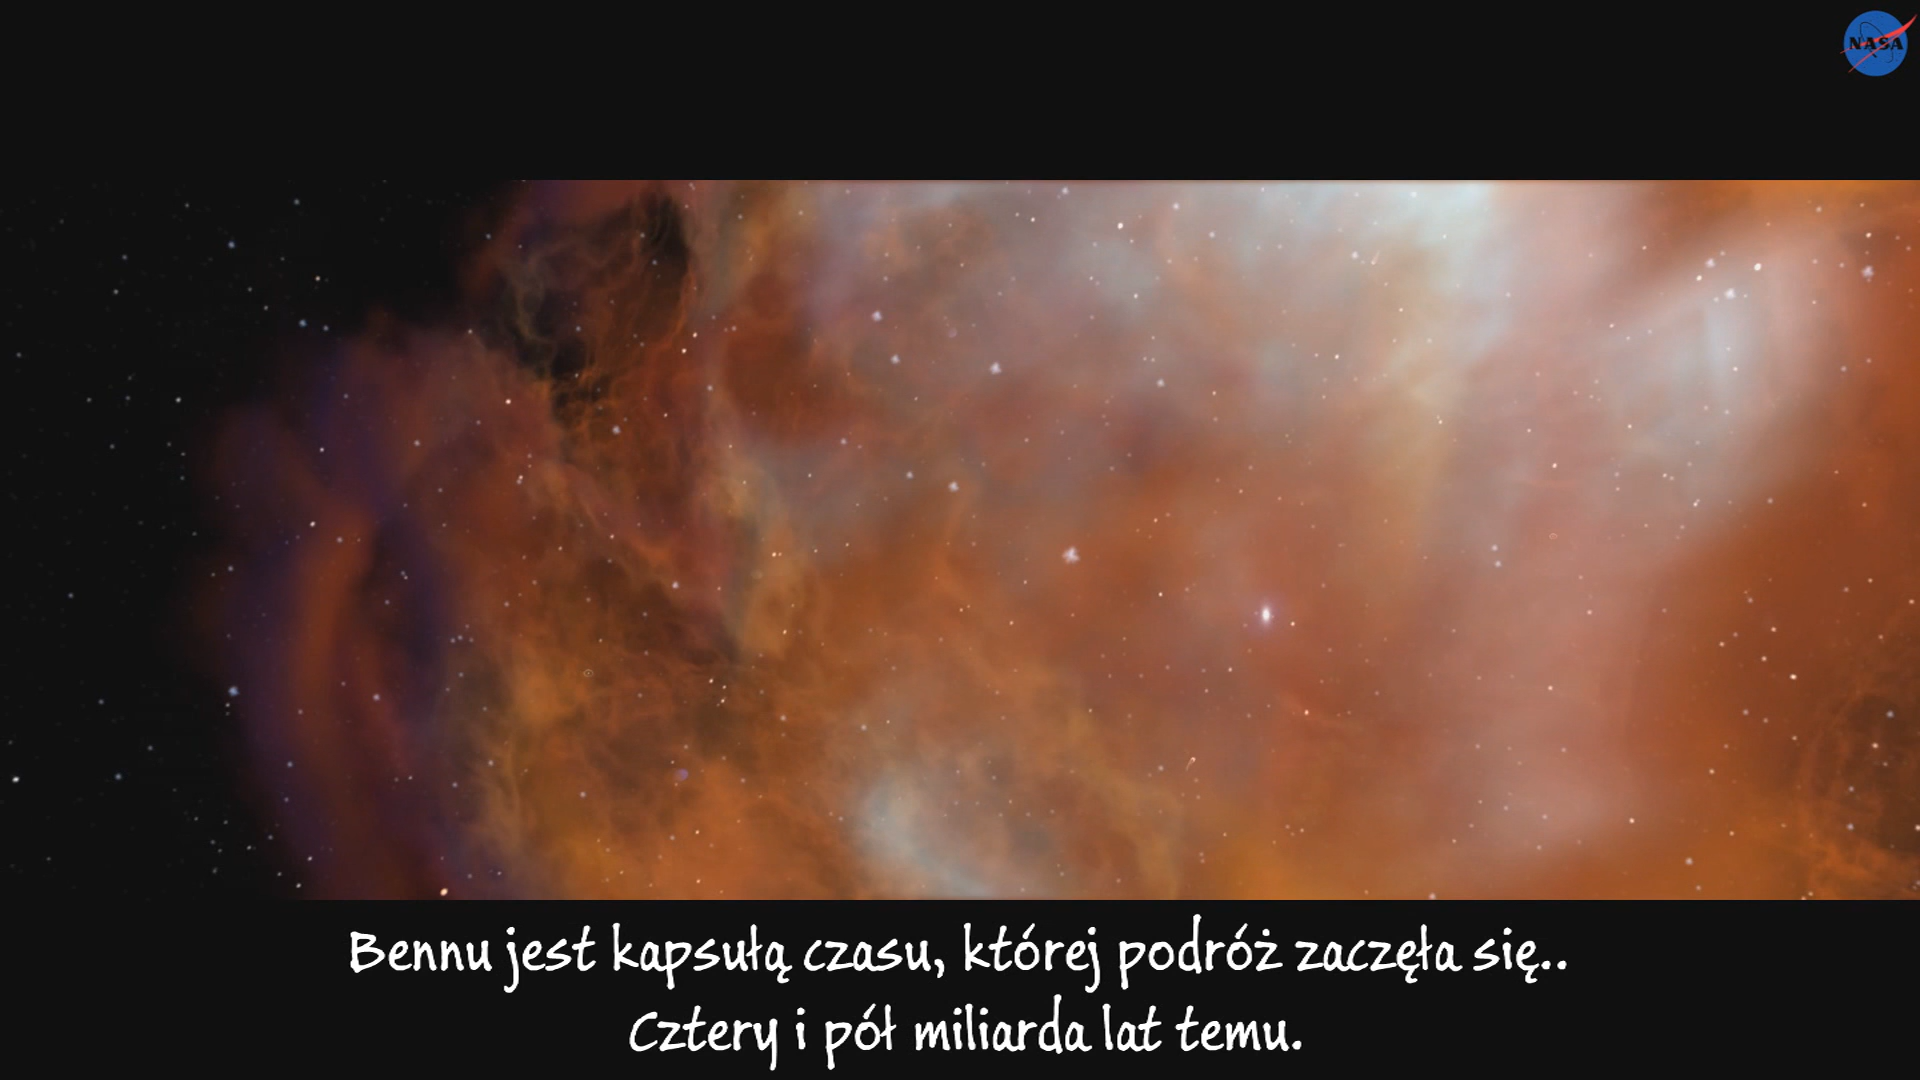 NASA
Bennu jest kapsułą czasu, której podróż zaczęła się..
Cztery i pół miliarda lat temu.